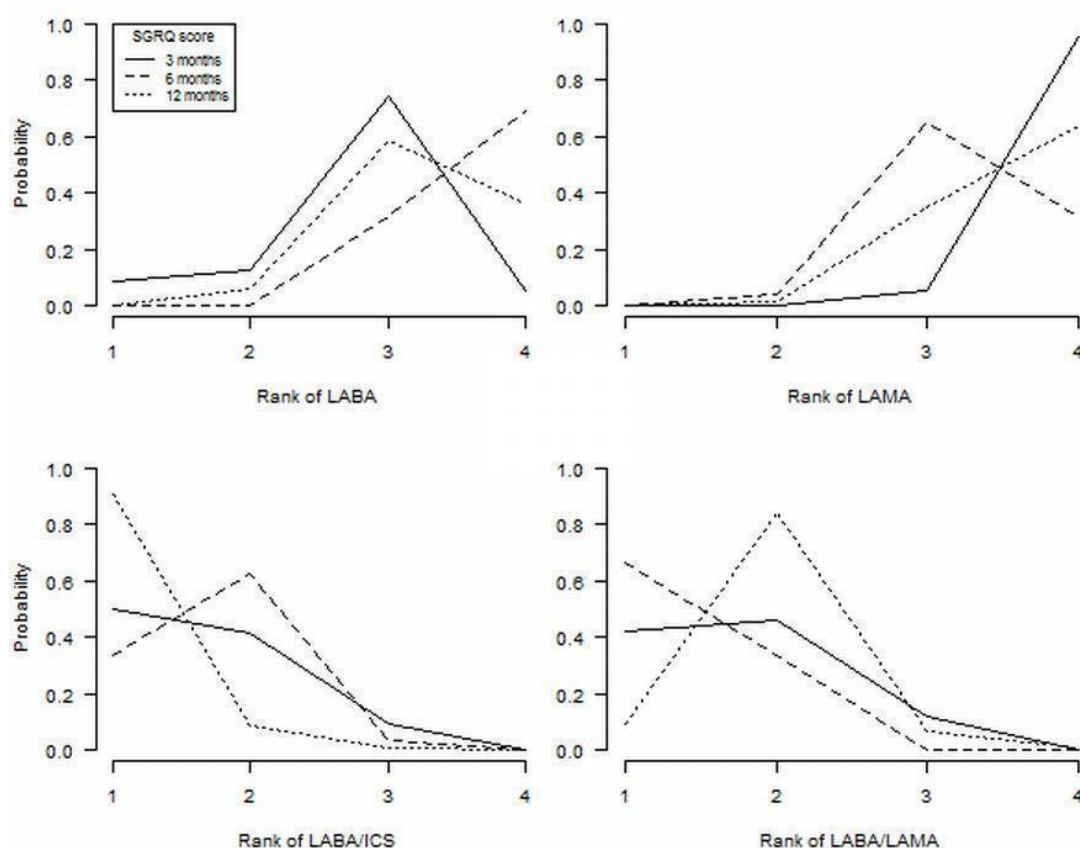 1.0
0.8
0.6
0.4
0.2
0.0
Probability
SGRQ score
3 months
6 months
12 months
1 2 3 4
Rank of LABA
1.0
0.8
0.6
0.4
0.2
0.0
1 2 3 4
Rank of LAMA
1.0
0.8
0.6
0.4
0.2
0.0
Probability
1 2 3 4
Rank of LABA/ICS
1.0
0.8
0.6
0.4
0.2
0.0
1 2 3 4
Rank of LABA/LAMA